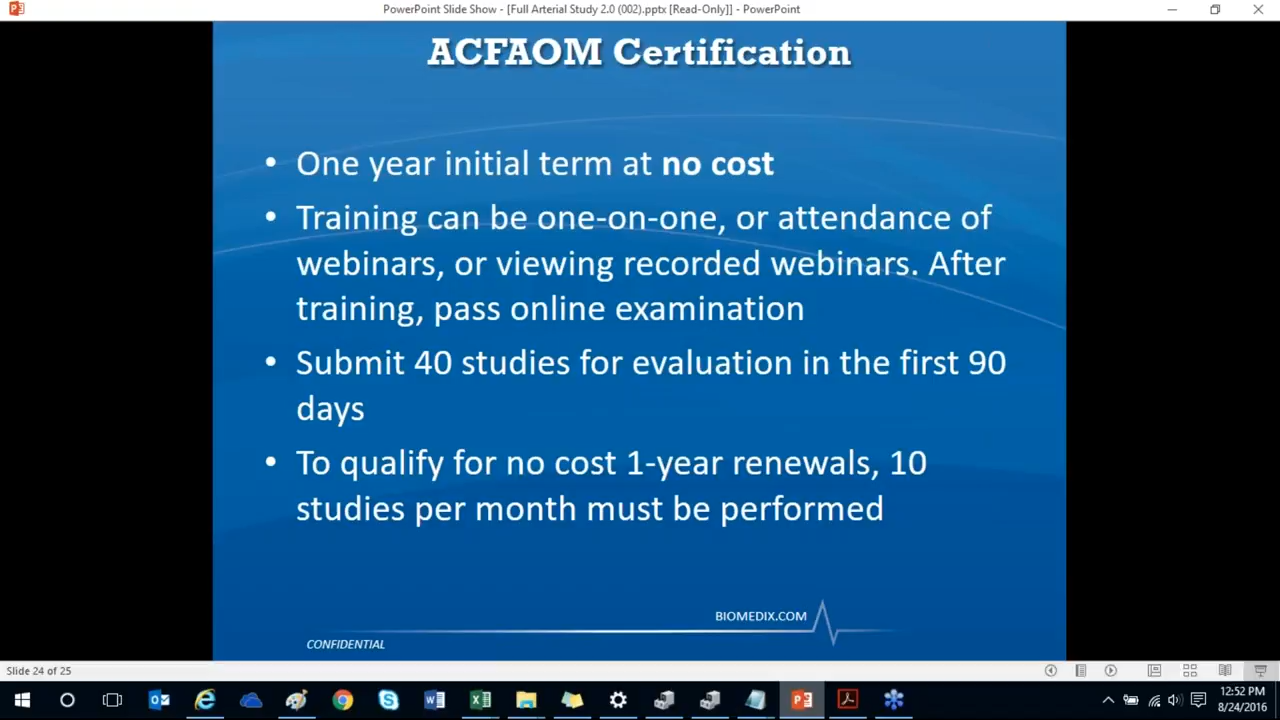 PowerPoint Slide Show - [Full Arterial Study 2.0 (002).pptx [Read-Only]] - PowerPoint
ACFAOM Certification
• One year initial term at no cost
• Training can be one-on-one, or attendance of
webinars, or viewing recorded webinars. After
training, pass online examination
• Submit 40 studies for evaluation in the first 90
days
• To qualify for no cost 1-year renewals, 10
studies per month must be performed
BIOMEDIX.COM
CONFIDENTIAL
Slide 24 of 25
12:52 PM
8/24/2016